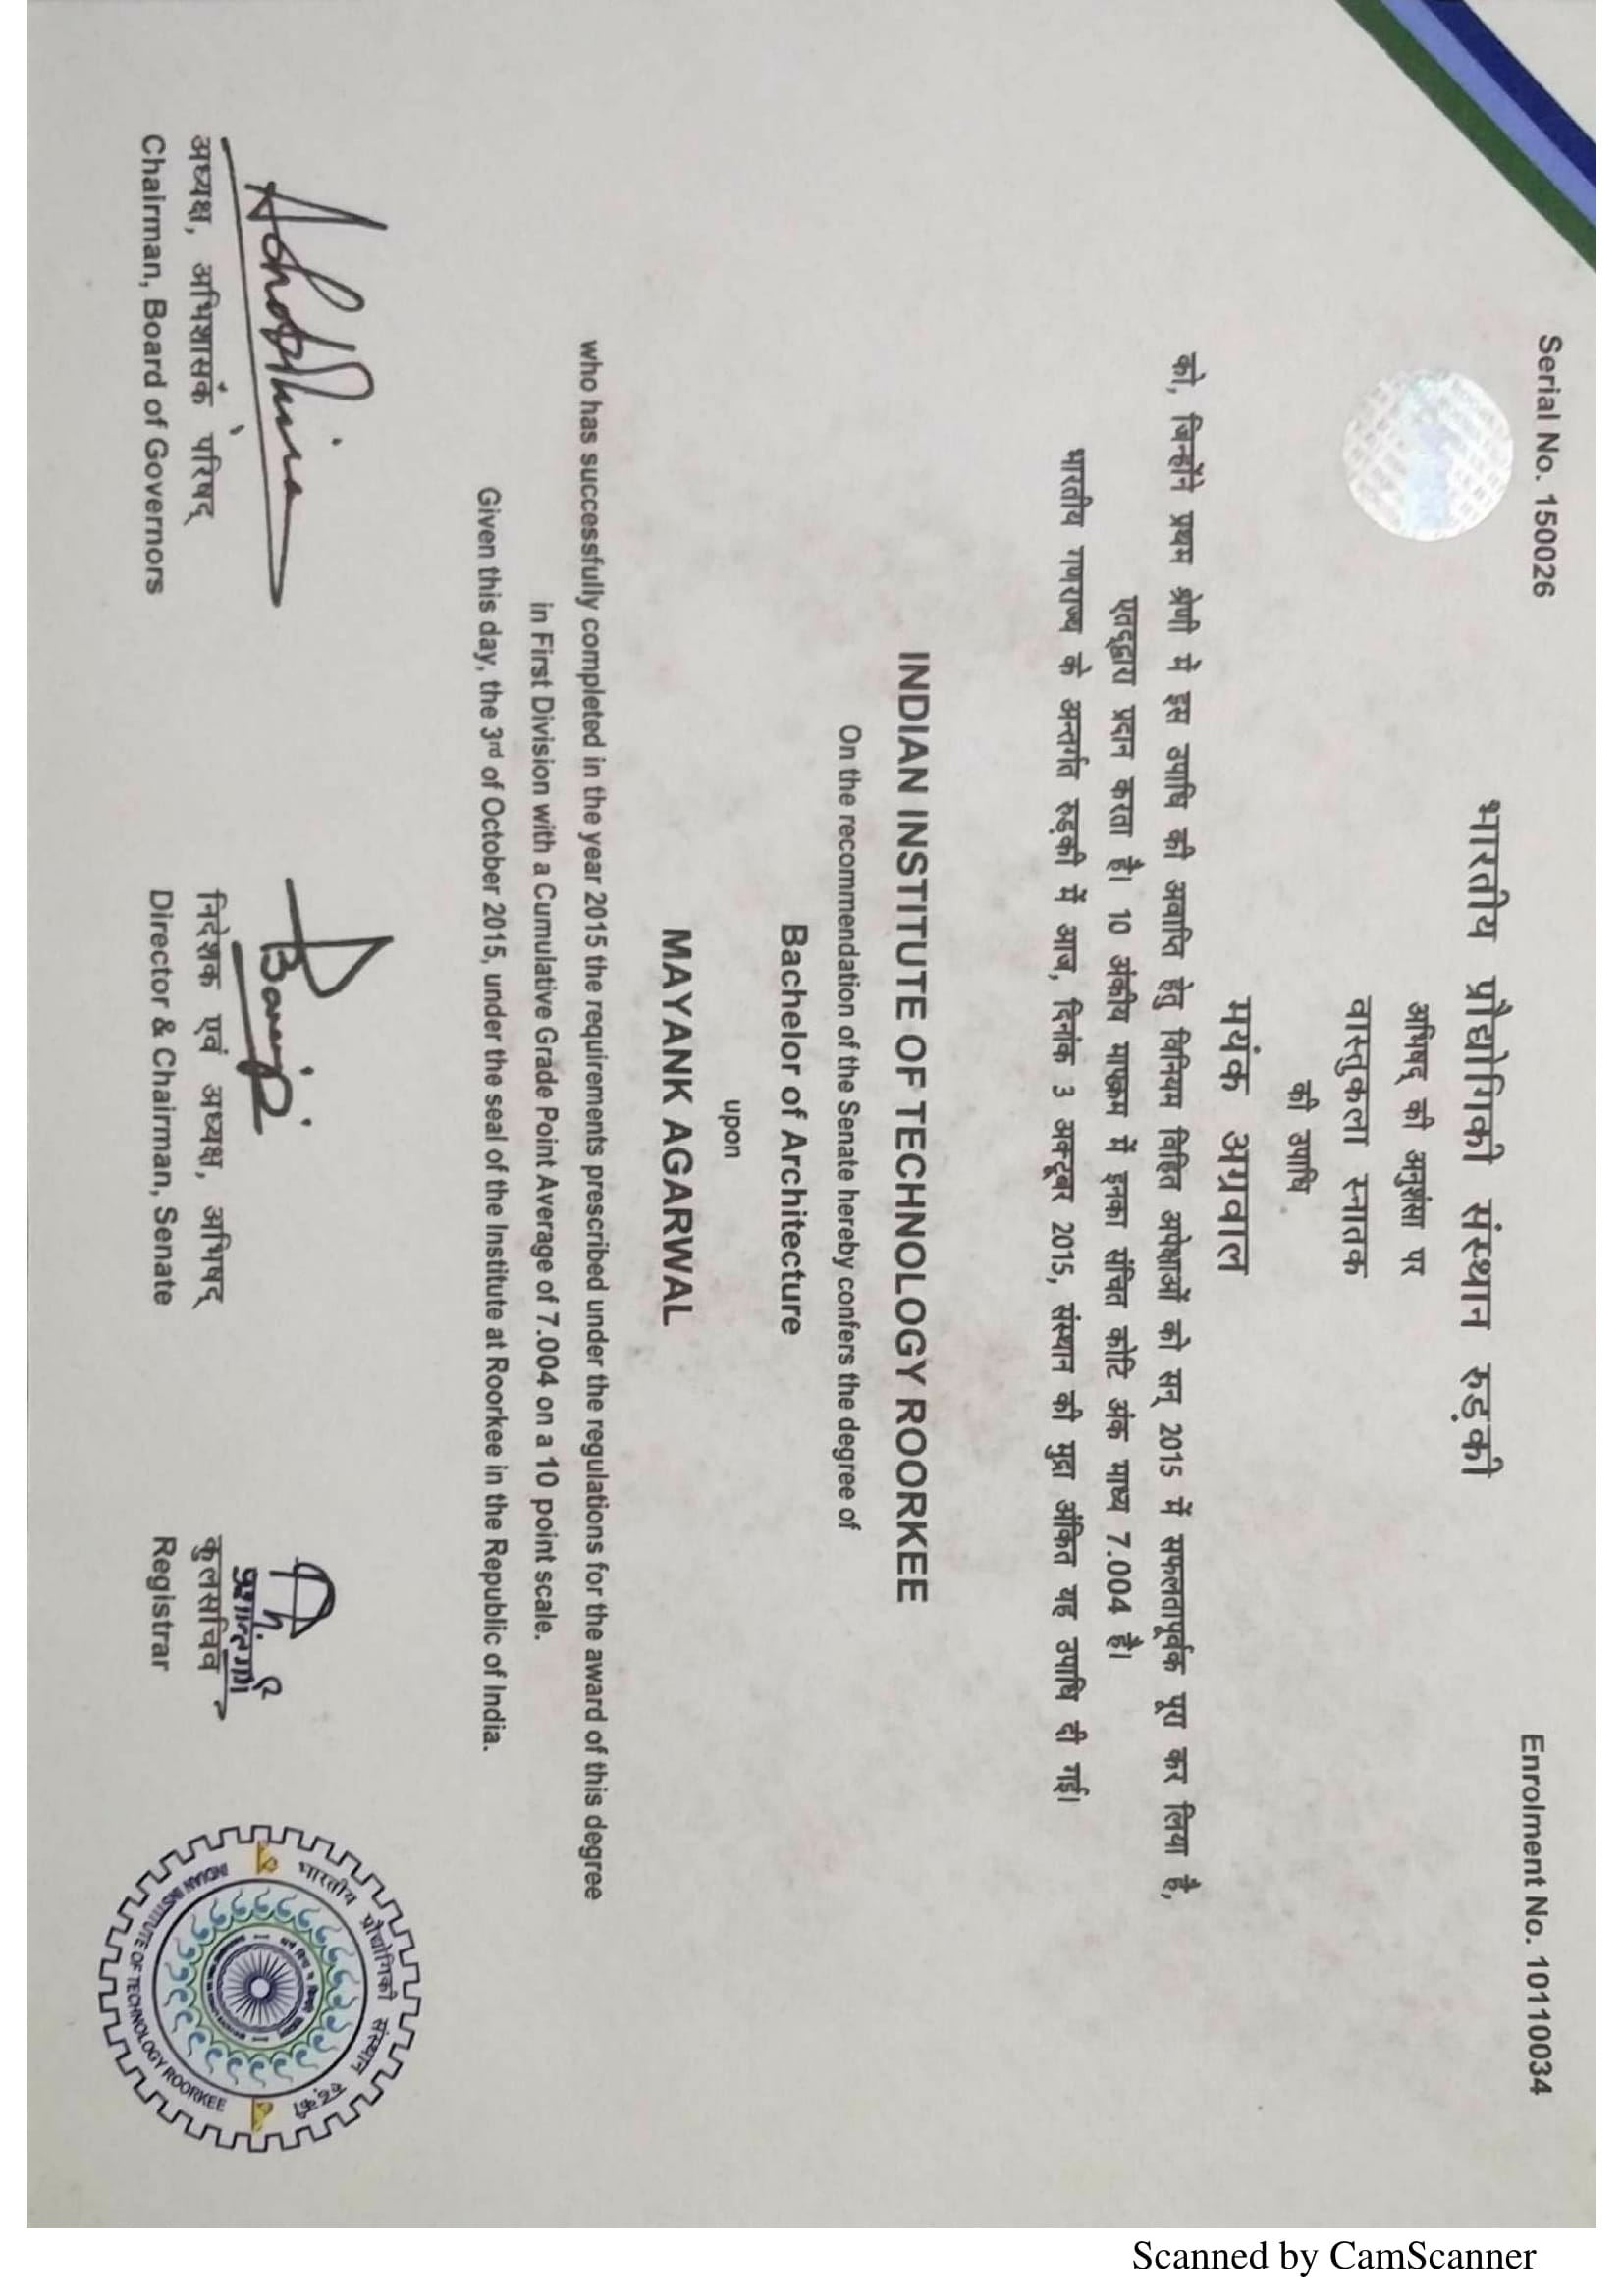 Serial No. 150026
Enrolment No. 10110034
भारतीय प्रौद्योगिकी संस्थान रुड़की
अभिषद् की अनुशंसा पर
वास्तुकला स्नातक
की उपाधि
मयंक अग्रवाल
को, जिन्होंने प्रथम श्रेणी में इस उपाधि की अवाप्ति हेतु विनियम विहित अपेक्षाओं को सन् 2015 में सफलतापूर्वक पूरा कर लिया है,
एतद्द्वारा प्रदान करता है। 10 अंकीय मापक्रम में इनका संचित कोटि अंक माध्य 7.004 है।
भारतीय गणराज्य के अन्तर्गत रुड़की में आज, दिनांक 3 अक्टूबर 2015, संस्थान की मुद्रा अंकित यह उपाधि दी गई।
INDIAN INSTITUTE OF TECHNOLOGY ROORKEE
On the recommendation of the Senate hereby confers the degree of
Bachelor of Architecture
upon
MAYANK AGARWAL
who has successfully completed in the year 2015 the requirements prescribed under the regulations for the award of this degree
in First Division with a Cumulative Grade Point Average of 7.004 on a 10 point scale.
Given this day, the 3rd of October 2015, under the seal of the Institute at Roorkee in the Republic of India.
अध्यक्ष, अभिशासक परिषद्
Chairman, Board of Governors
निदेशक एवं अध्यक्ष, अभिषद्
Director & Chairman, Senate
कुलसचिव
Registrar
भारतीय प्रौद्योगिकी संस्थान रुड़की
INDIAN INSTITUTE OF TECHNOLOGY ROORKEE
Scanned by CamScanner